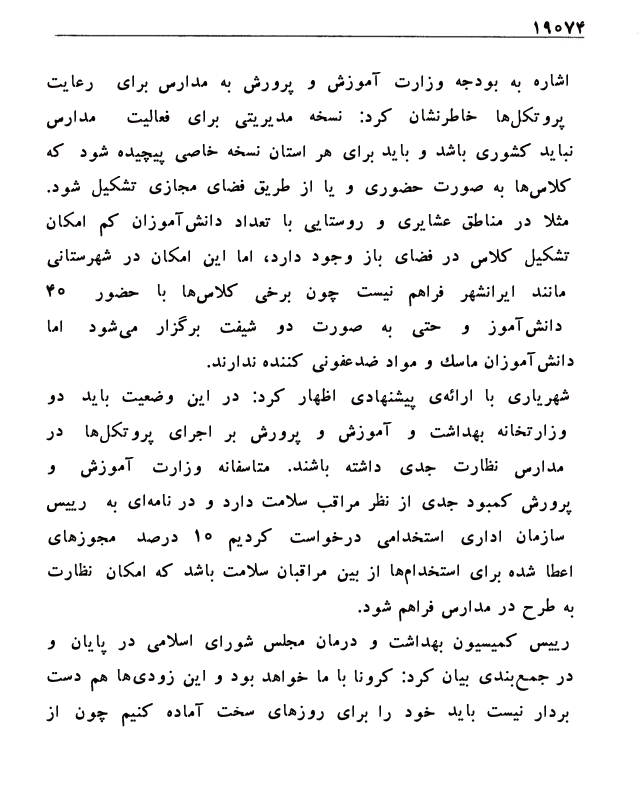 ۱۹۰۷۴
اشاره به بودجه وزارت آموزش و پرورش به مدارس برای رعایت
پروتکل‌ها خاطرنشان کرد: نسخه مدیریتی برای فعالیت مدارس
نباید کشوری باشد و باید برای هر استان نسخه خاصی پیچیده شود که
کلاس‌ها به صورت حضوری و یا از طریق فضای مجازی تشکیل شود.
مثلا در مناطق عشایری و روستایی با تعداد دانش‌آموزان کم امکان
تشکیل کلاس در فضای باز وجود دارد، اما این امکان در شهرستانی
مانند ایرانشهر فراهم نیست چون برخی کلاس‌ها با حضور ۴۰
دانش‌آموز و حتی به صورت دو شیفت برگزار می‌شود اما
دانش‌آموزان ماسك و مواد ضدعفونی کننده ندارند.
شهریاری با ارائه‌ی پیشنهادی اظهار کرد: در این وضعیت باید دو
وزارتخانه بهداشت و آموزش و پرورش بر اجرای پروتکل‌ها در
مدارس نظارت جدی داشته باشند. متاسفانه وزارت آموزش و
پرورش کمبود جدی از نظر مراقب سلامت دارد و در نامه‌ای به رییس
سازمان اداری استخدامی درخواست کردیم ۱۰ درصد مجوزهای
اعطا شده برای استخدام‌ها از بین مراقبان سلامت باشد که امکان نظارت
به طرح در مدارس فراهم شود.
رییس کمیسیون بهداشت و درمان مجلس شورای اسلامی در پایان و
در جمع‌بندی بیان کرد: کرونا با ما خواهد بود و این زودی‌ها هم دست
بردار نیست باید خود را برای روزهای سخت آماده کنیم چون از